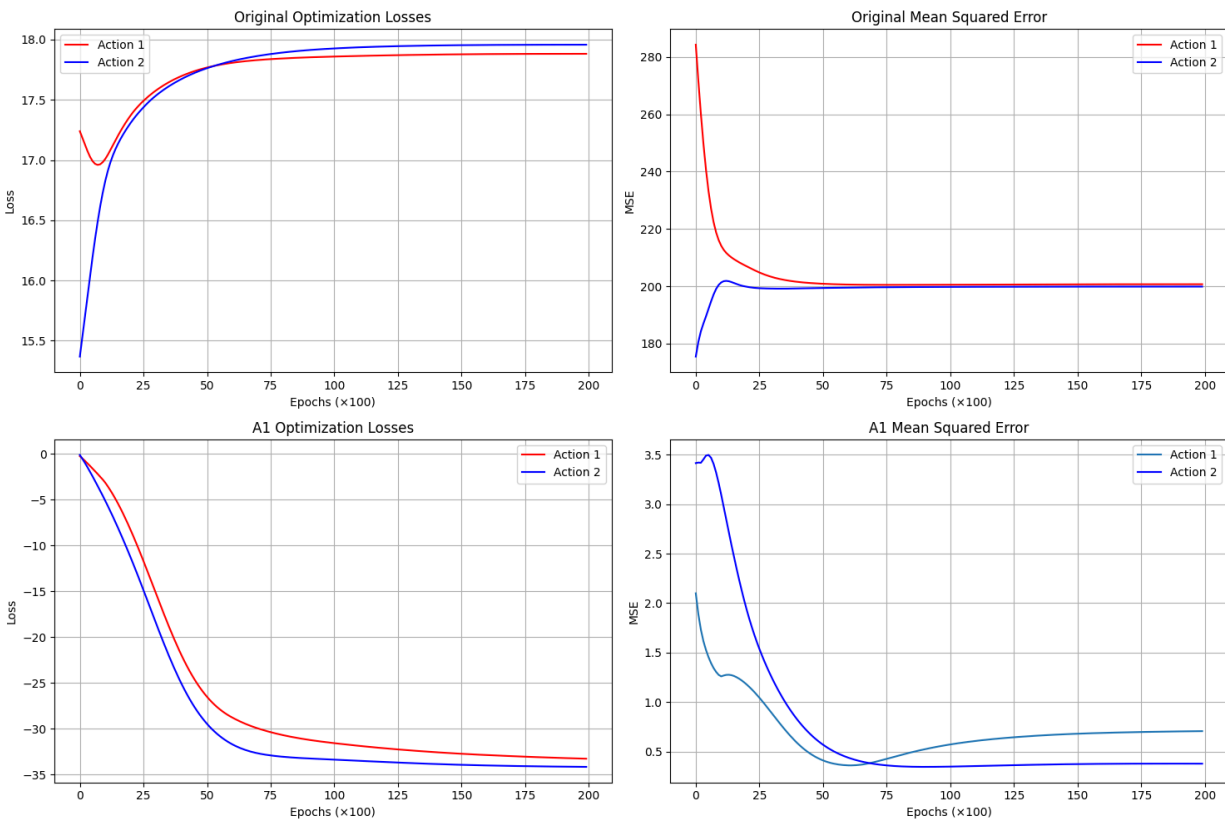 Original Optimization Losses
Loss
18.0
17.5
17.0
16.5
16.0
15.5
Action 1
Action 2
0 25 50 75 100 125 150 175 200
Epochs (×100)
Original Mean Squared Error
MSE
280
260
240
220
200
180
Action 1
Action 2
0 25 50 75 100 125 150 175 200
Epochs (×100)
A1 Optimization Losses
Loss
0
−5
−10
−15
−20
−25
−30
−35
Action 1
Action 2
0 25 50 75 100 125 150 175 200
Epochs (×100)
A1 Mean Squared Error
MSE
3.5
3.0
2.5
2.0
1.5
1.0
0.5
Action 1
Action 2
0 25 50 75 100 125 150 175 200
Epochs (×100)